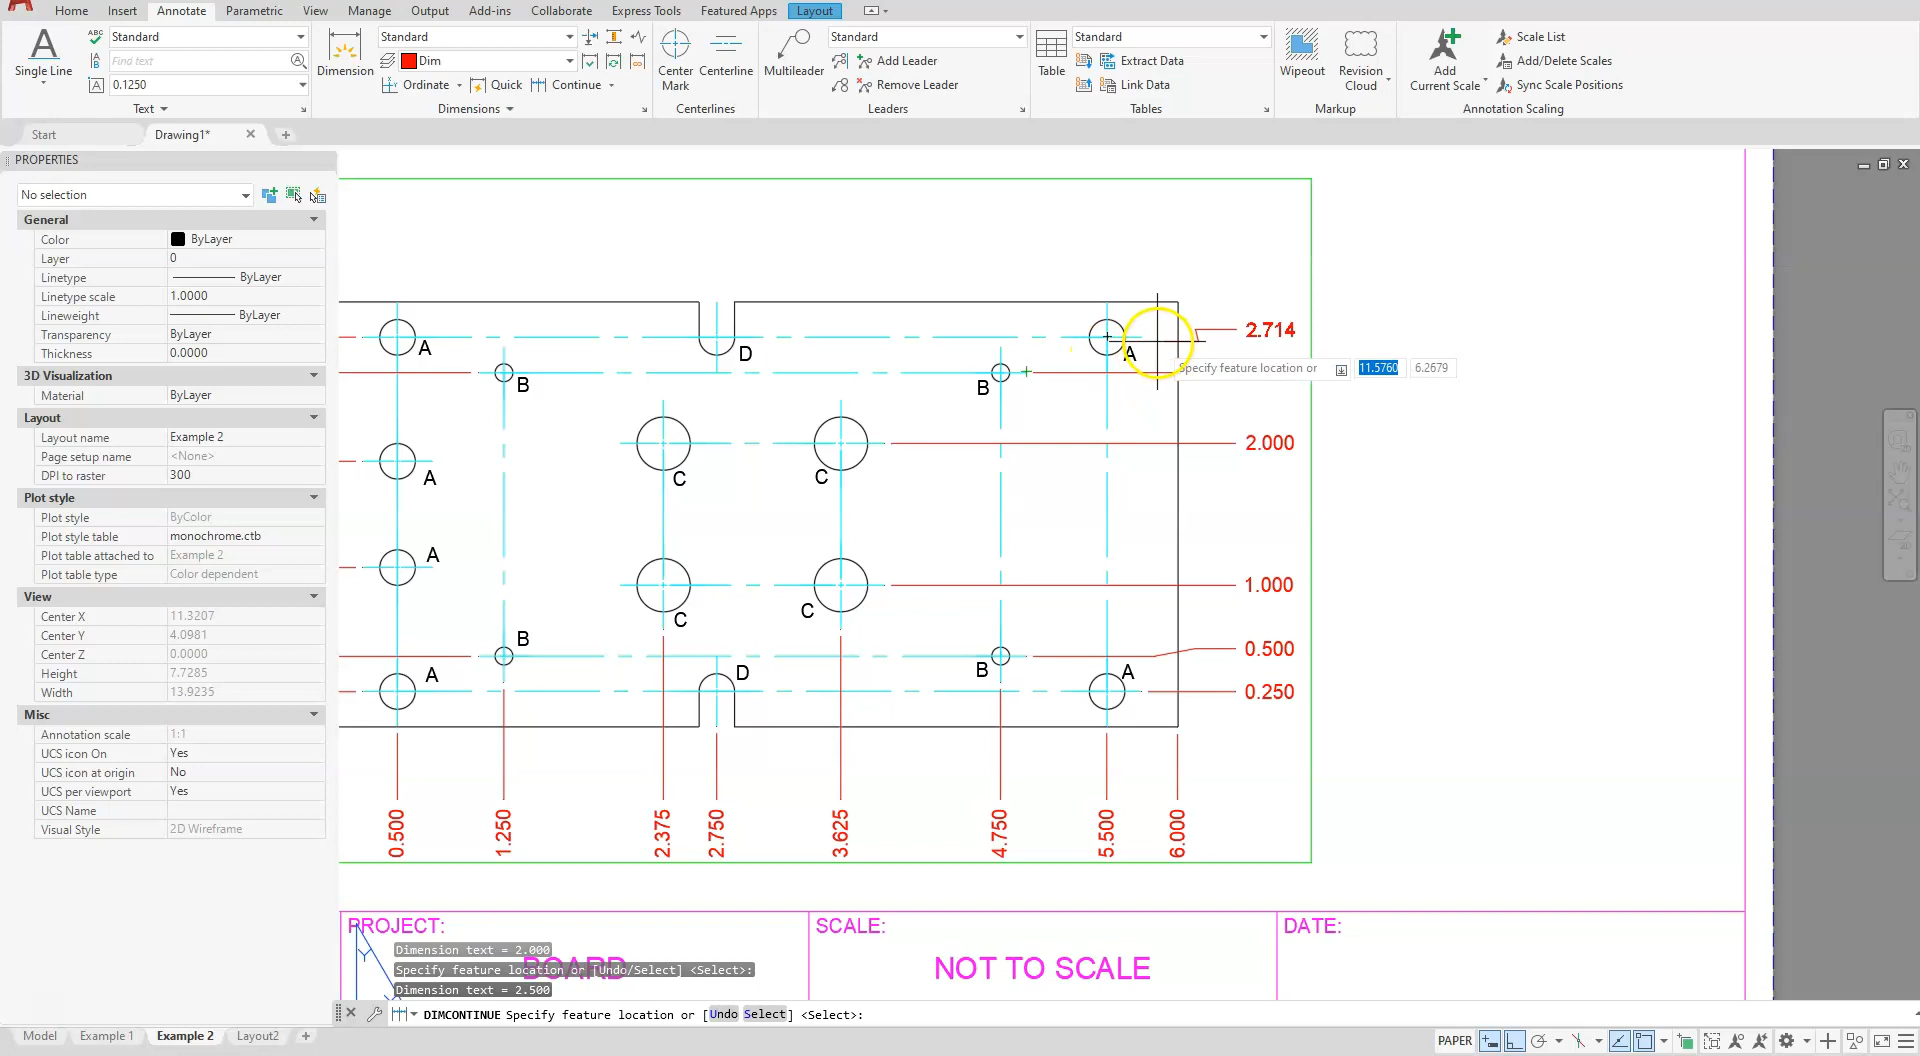 Home Insert Annotate Parametric View Manage Output Add-ins Collaborate Express Tools Featured Apps Layout
Single Line
ABC
Standard
Find text
0.1250
Text
Dimension
Standard
Dim
Ordinate Quick Continue
Dimensions
Center Mark
Centerline
Centerlines
Multileader
Standard
Add Leader
Remove Leader
Leaders
Table
Standard
Extract Data
Link Data
Tables
Wipeout
Revision Cloud
Markup
Add Current Scale
Scale List
Add/Delete Scales
Sync Scale Positions
Annotation Scaling
Start Drawing1*
PROPERTIES
No selection
General
Color ByLayer
Layer 0
Linetype ByLayer
Linetype scale 1.0000
Lineweight ByLayer
Transparency ByLayer
Thickness 0.0000
3D Visualization
Material ByLayer
Layout
Layout name Example 2
Page setup name <None>
DPI to raster 300
Plot style
Plot style ByColor
Plot style table monochrome.ctb
Plot table attached to Example 2
Plot table type Color dependent
View
Center X 11.3207
Center Y 4.0981
Center Z 0.0000
Height 7.7285
Width 13.9235
Misc
Annotation scale 1:1
UCS icon On Yes
UCS icon at origin No
UCS per viewport Yes
UCS Name
Visual Style 2D Wireframe
2.714
A D A
Specify feature location or 11.5760 6.2679
B B
2.000
A C C
A
1.000
C C
B
0.500
A D B A
0.250
0.500 1.250 2.375 2.750 3.625 4.750 5.500 6.000
PROJECT: SCALE: DATE:
BOARD NOT TO SCALE
Y
Dimension text = 2.000
Specify feature location or [Undo/Select] <Select>:
Dimension text = 2.500
DIMCONTINUE Specify feature location or [Undo Select] <Select>:
Model Example 1 Example 2 Layout2
PAPER